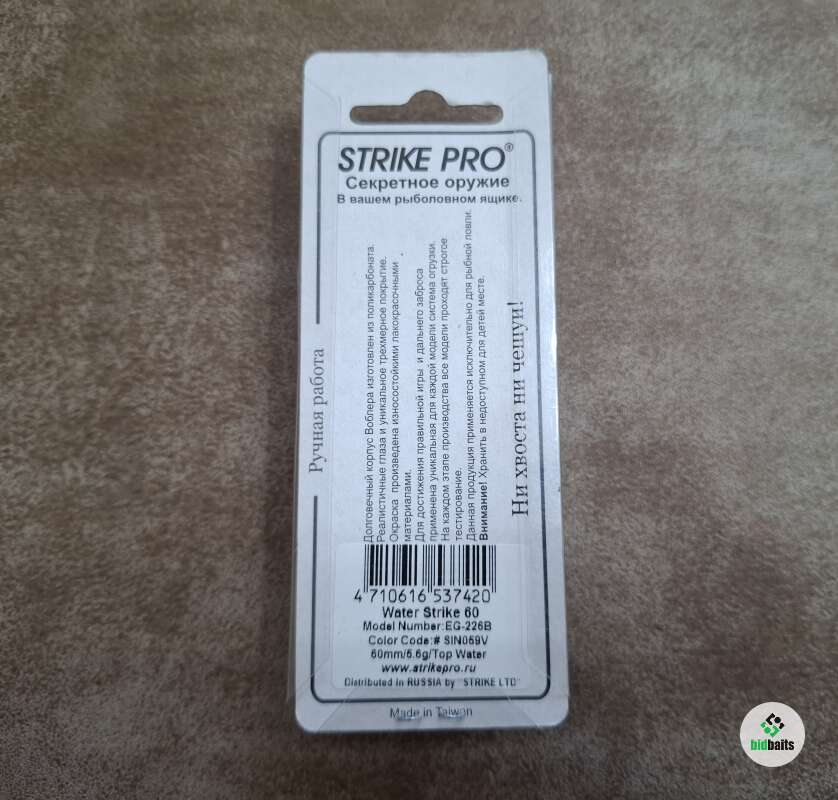 STRIKE PRO®
Секретное оружие
В вашем рыболовном ящике.
Ручная работа
Долговечный корпус Воблера изготовлен из поликарбоната.
Реалистичные глаза и уникальное трехмерное покрытие.
Окраска произведена износостойкими лакокрасочными
материалами.
Для достижения правильной игры и дальнего заброса
применена уникальная для каждой модели система огрузки.
На каждом этапе производства все модели проходят строгое
тестирование.
Данная продукция применяется исключительно для рыбной ловли.
Внимание! Хранить в недоступном для детей месте.
Ни хвоста ни чешуи!
4 710616 537420
Water Strike 60
Model Number:EG-226B
Color Code:# SIN059V
60mm/5.6g/Top Water
www.strikepro.ru
Distributed in RUSSIA by "STRIKE LTD"
Made in Taiwan
bidbaits